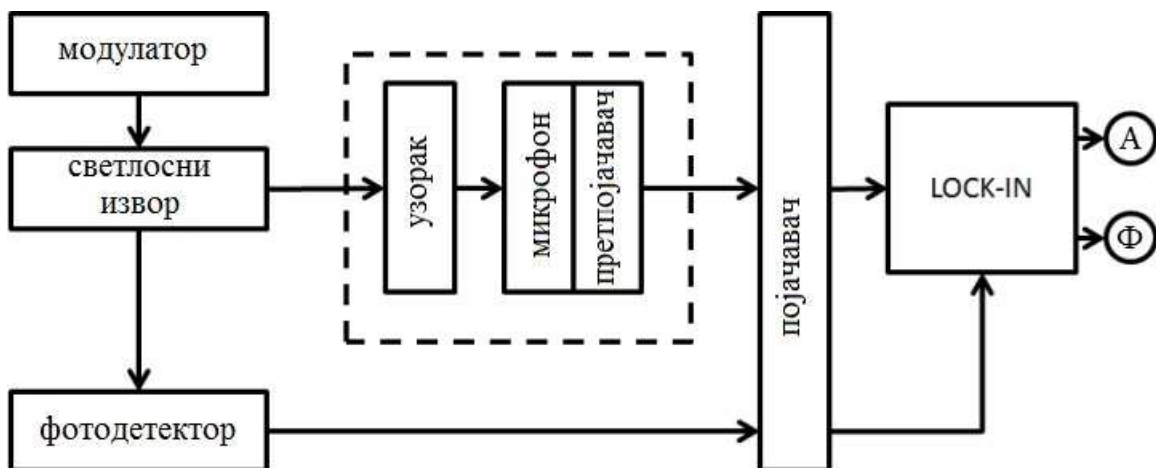 модулатор
светлосни
извор
узорак
микрофон
претпојачавач
појачавач
LOCK-IN
А
Ф
фотодетектор